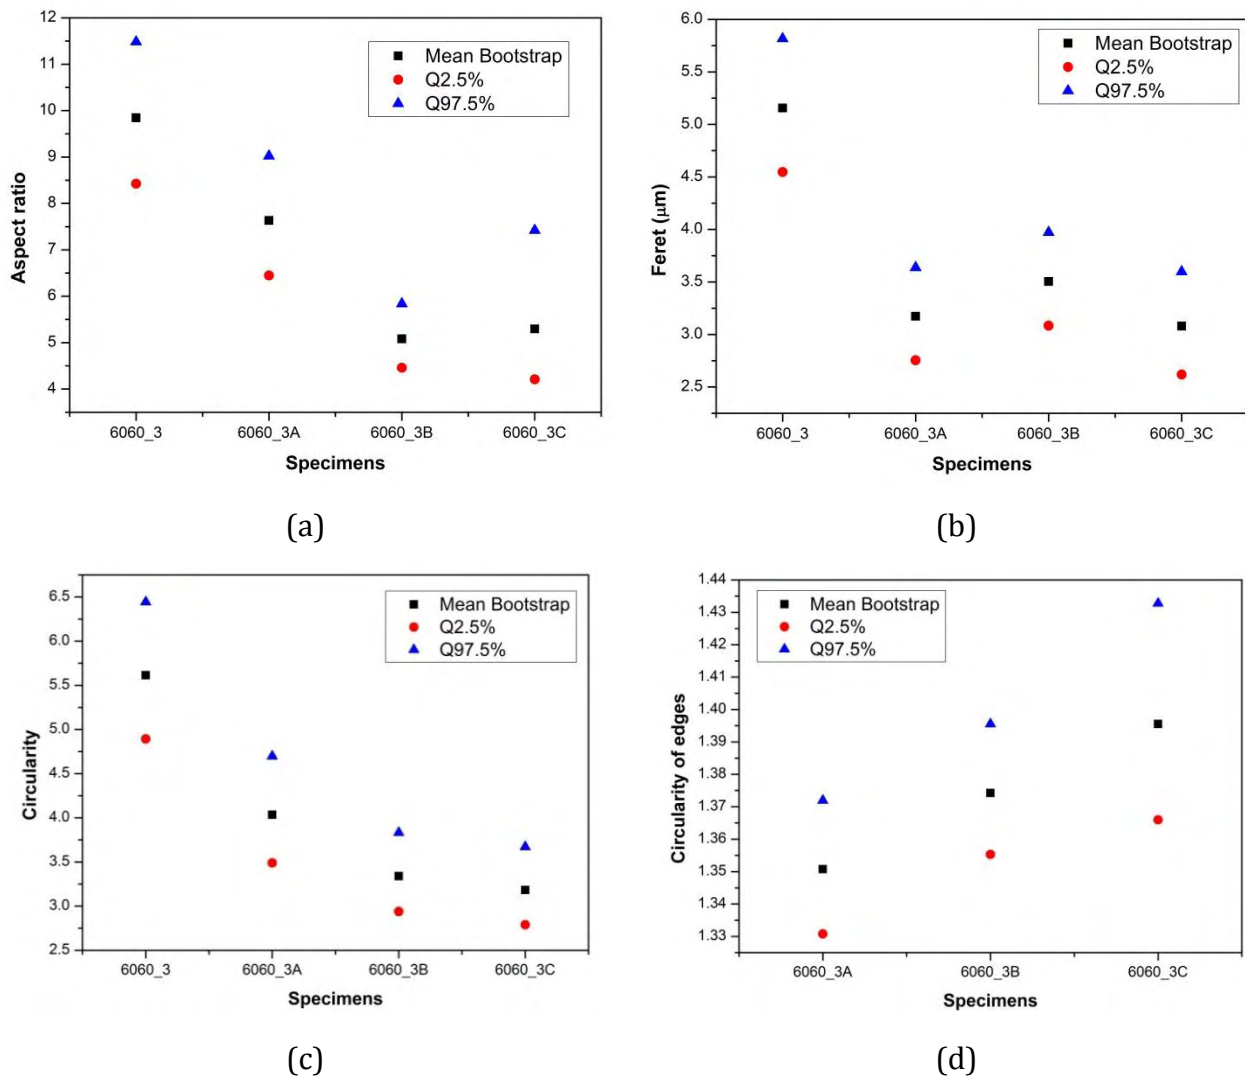 12
11
10
9
8
7
6
5
4
Aspect ratio
Mean Bootstrap
Q2.5%
Q97.5%
6060_3 6060_3A 6060_3B 6060_3C
Specimens
(a)
6.0
5.5
5.0
4.5
4.0
3.5
3.0
2.5
Feret (μm)
Mean Bootstrap
Q2.5%
Q97.5%
6060_3 6060_3A 6060_3B 6060_3C
Specimens
(b)
6.5
6.0
5.5
5.0
4.5
4.0
3.5
3.0
2.5
Circularity
Mean Bootstrap
Q2.5%
Q97.5%
6060_3 6060_3A 6060_3B 6060_3C
Specimens
(c)
1.44
1.43
1.42
1.41
1.40
1.39
1.38
1.37
1.36
1.35
1.34
1.33
Circularity of edges
Mean Bootstrap
Q2.5%
Q97.5%
6060_3A 6060_3B 6060_3C
Specimens
(d)